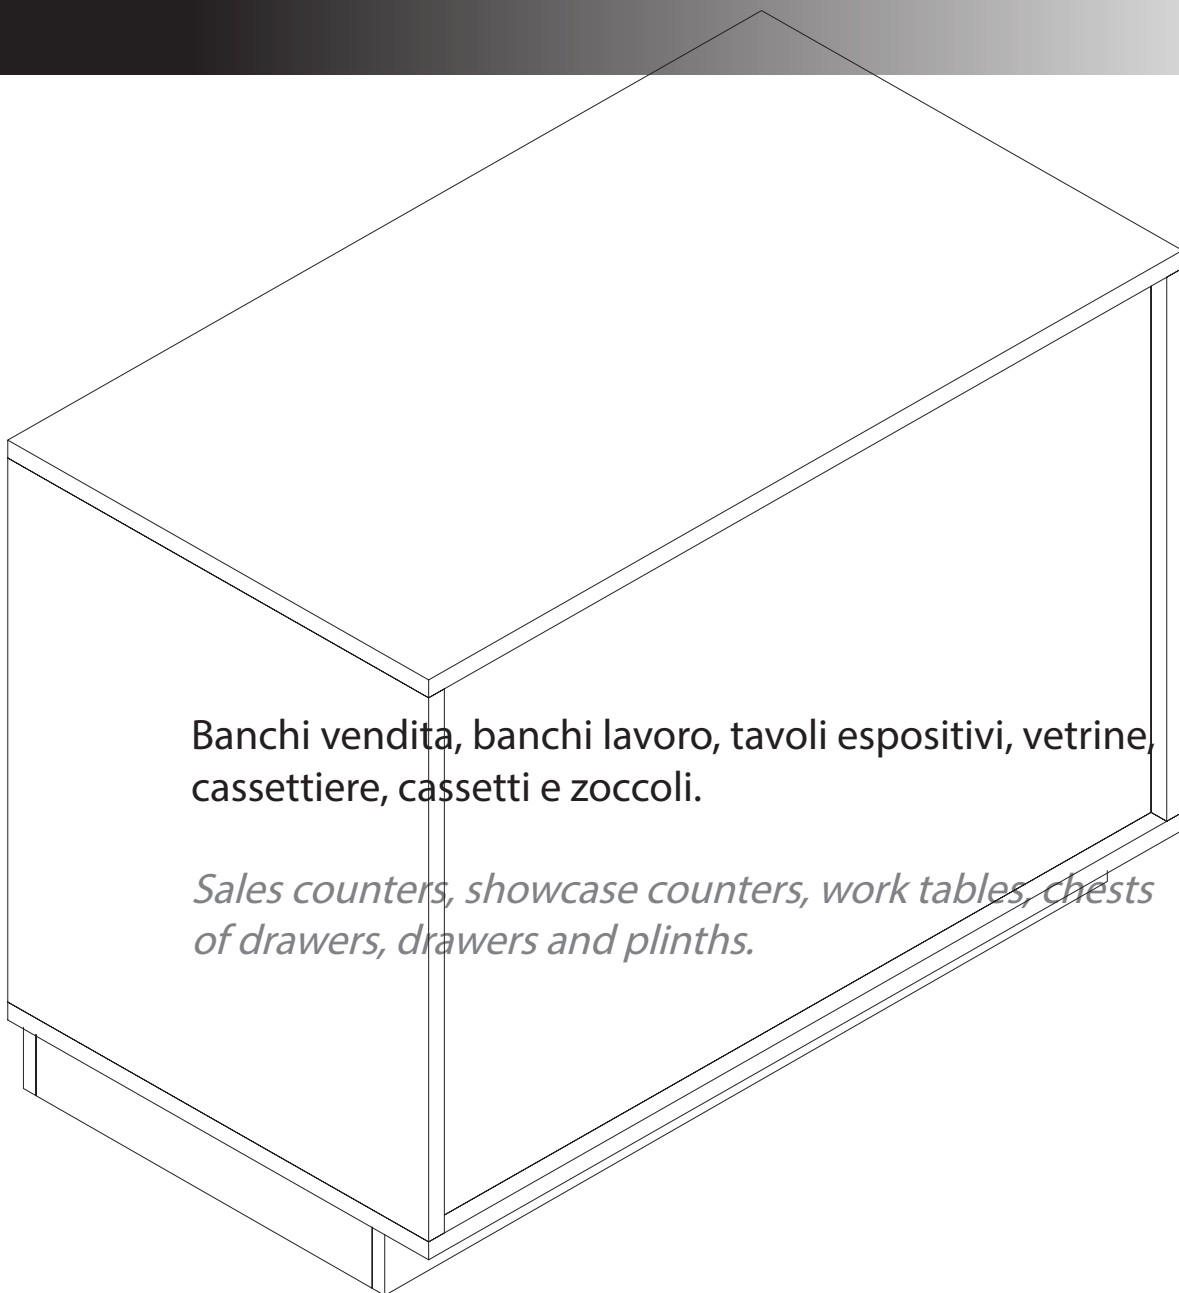 Banchi vendita, banchi lavoro, tavoli espositivi, vetrine,
cassettiere, cassetti e zoccoli.
Sales counters, showcase counters, work tables, chests
of drawers, drawers and plinths.